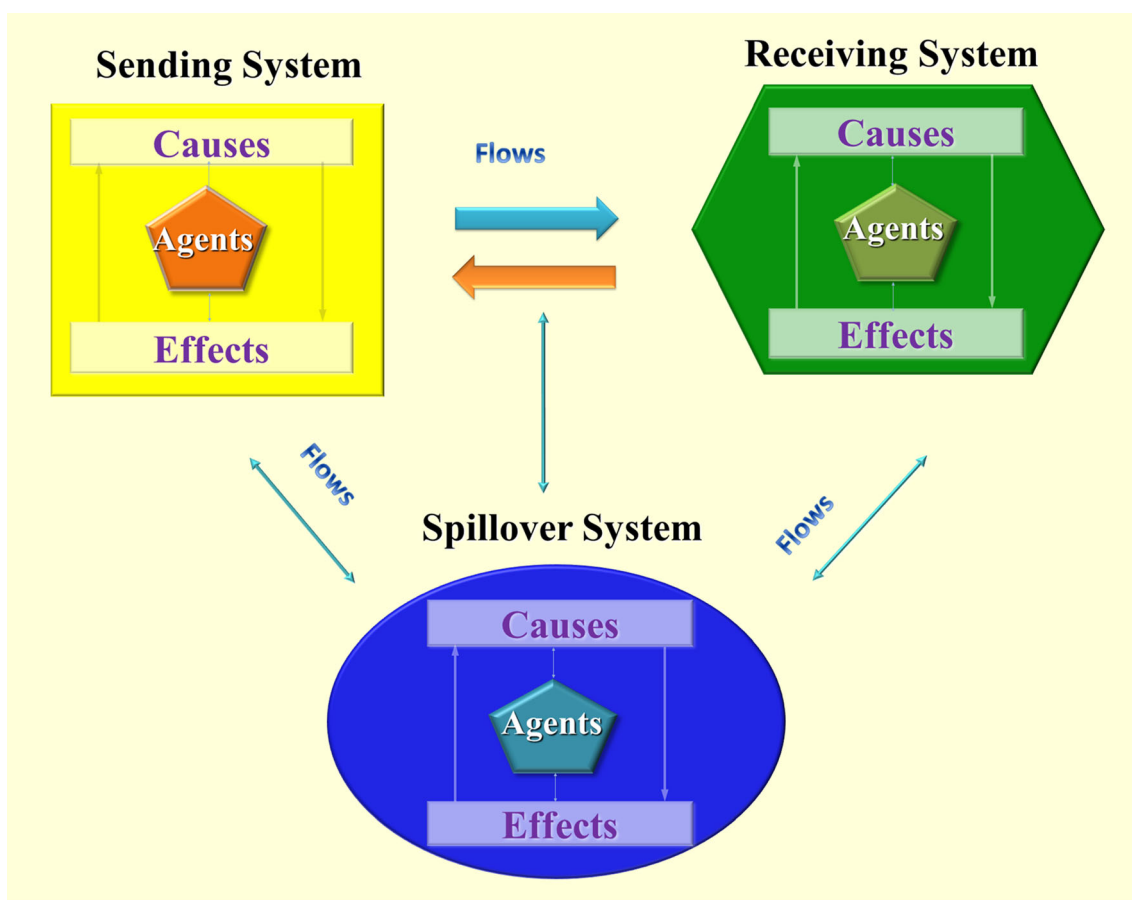 Sending System
Causes
Agents
Effects
Flows
Receiving System
Causes
Agents
Effects
Flows
Flows
Spillover System
Causes
Agents
Effects